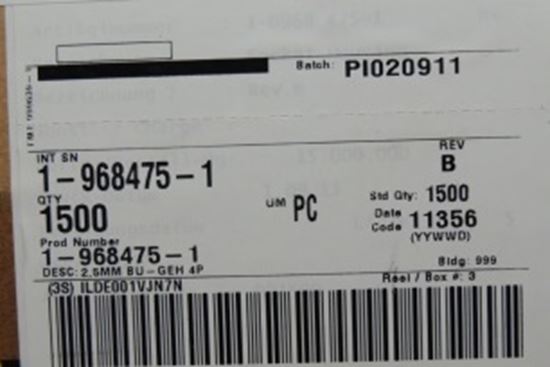 Batch: PI020911
INT SN
1-968475-1
REV
B
QTY
1500
UM PC
Std Qty: 1500
Date Code 11356
(YYWWD)
Prod Number
1-968475-1
Bldg: 999
DESC: 2,5MM BU-GEH 4P
Reel / Box #: 3
(3S) ILDE001VJN7N